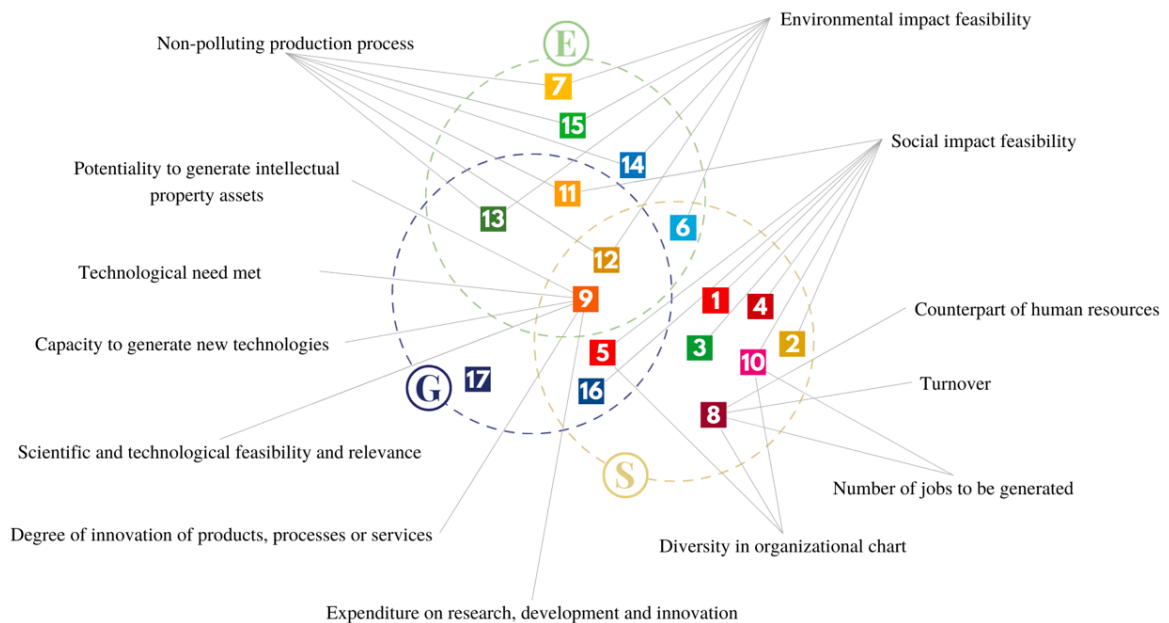 Environmental impact feasibility
Non-polluting production process
E
7
15
Social impact feasibility
14
Potentiality to generate intellectual
property assets
11
13
6
12
Technological need met
9
1
4
Counterpart of human resources
Capacity to generate new technologies
5
3
2
10
17
G
16
Turnover
8
Scientific and technological feasibility and relevance
S
Number of jobs to be generated
Degree of innovation of products, processes or services
Diversity in organizational chart
Expenditure on research, development and innovation